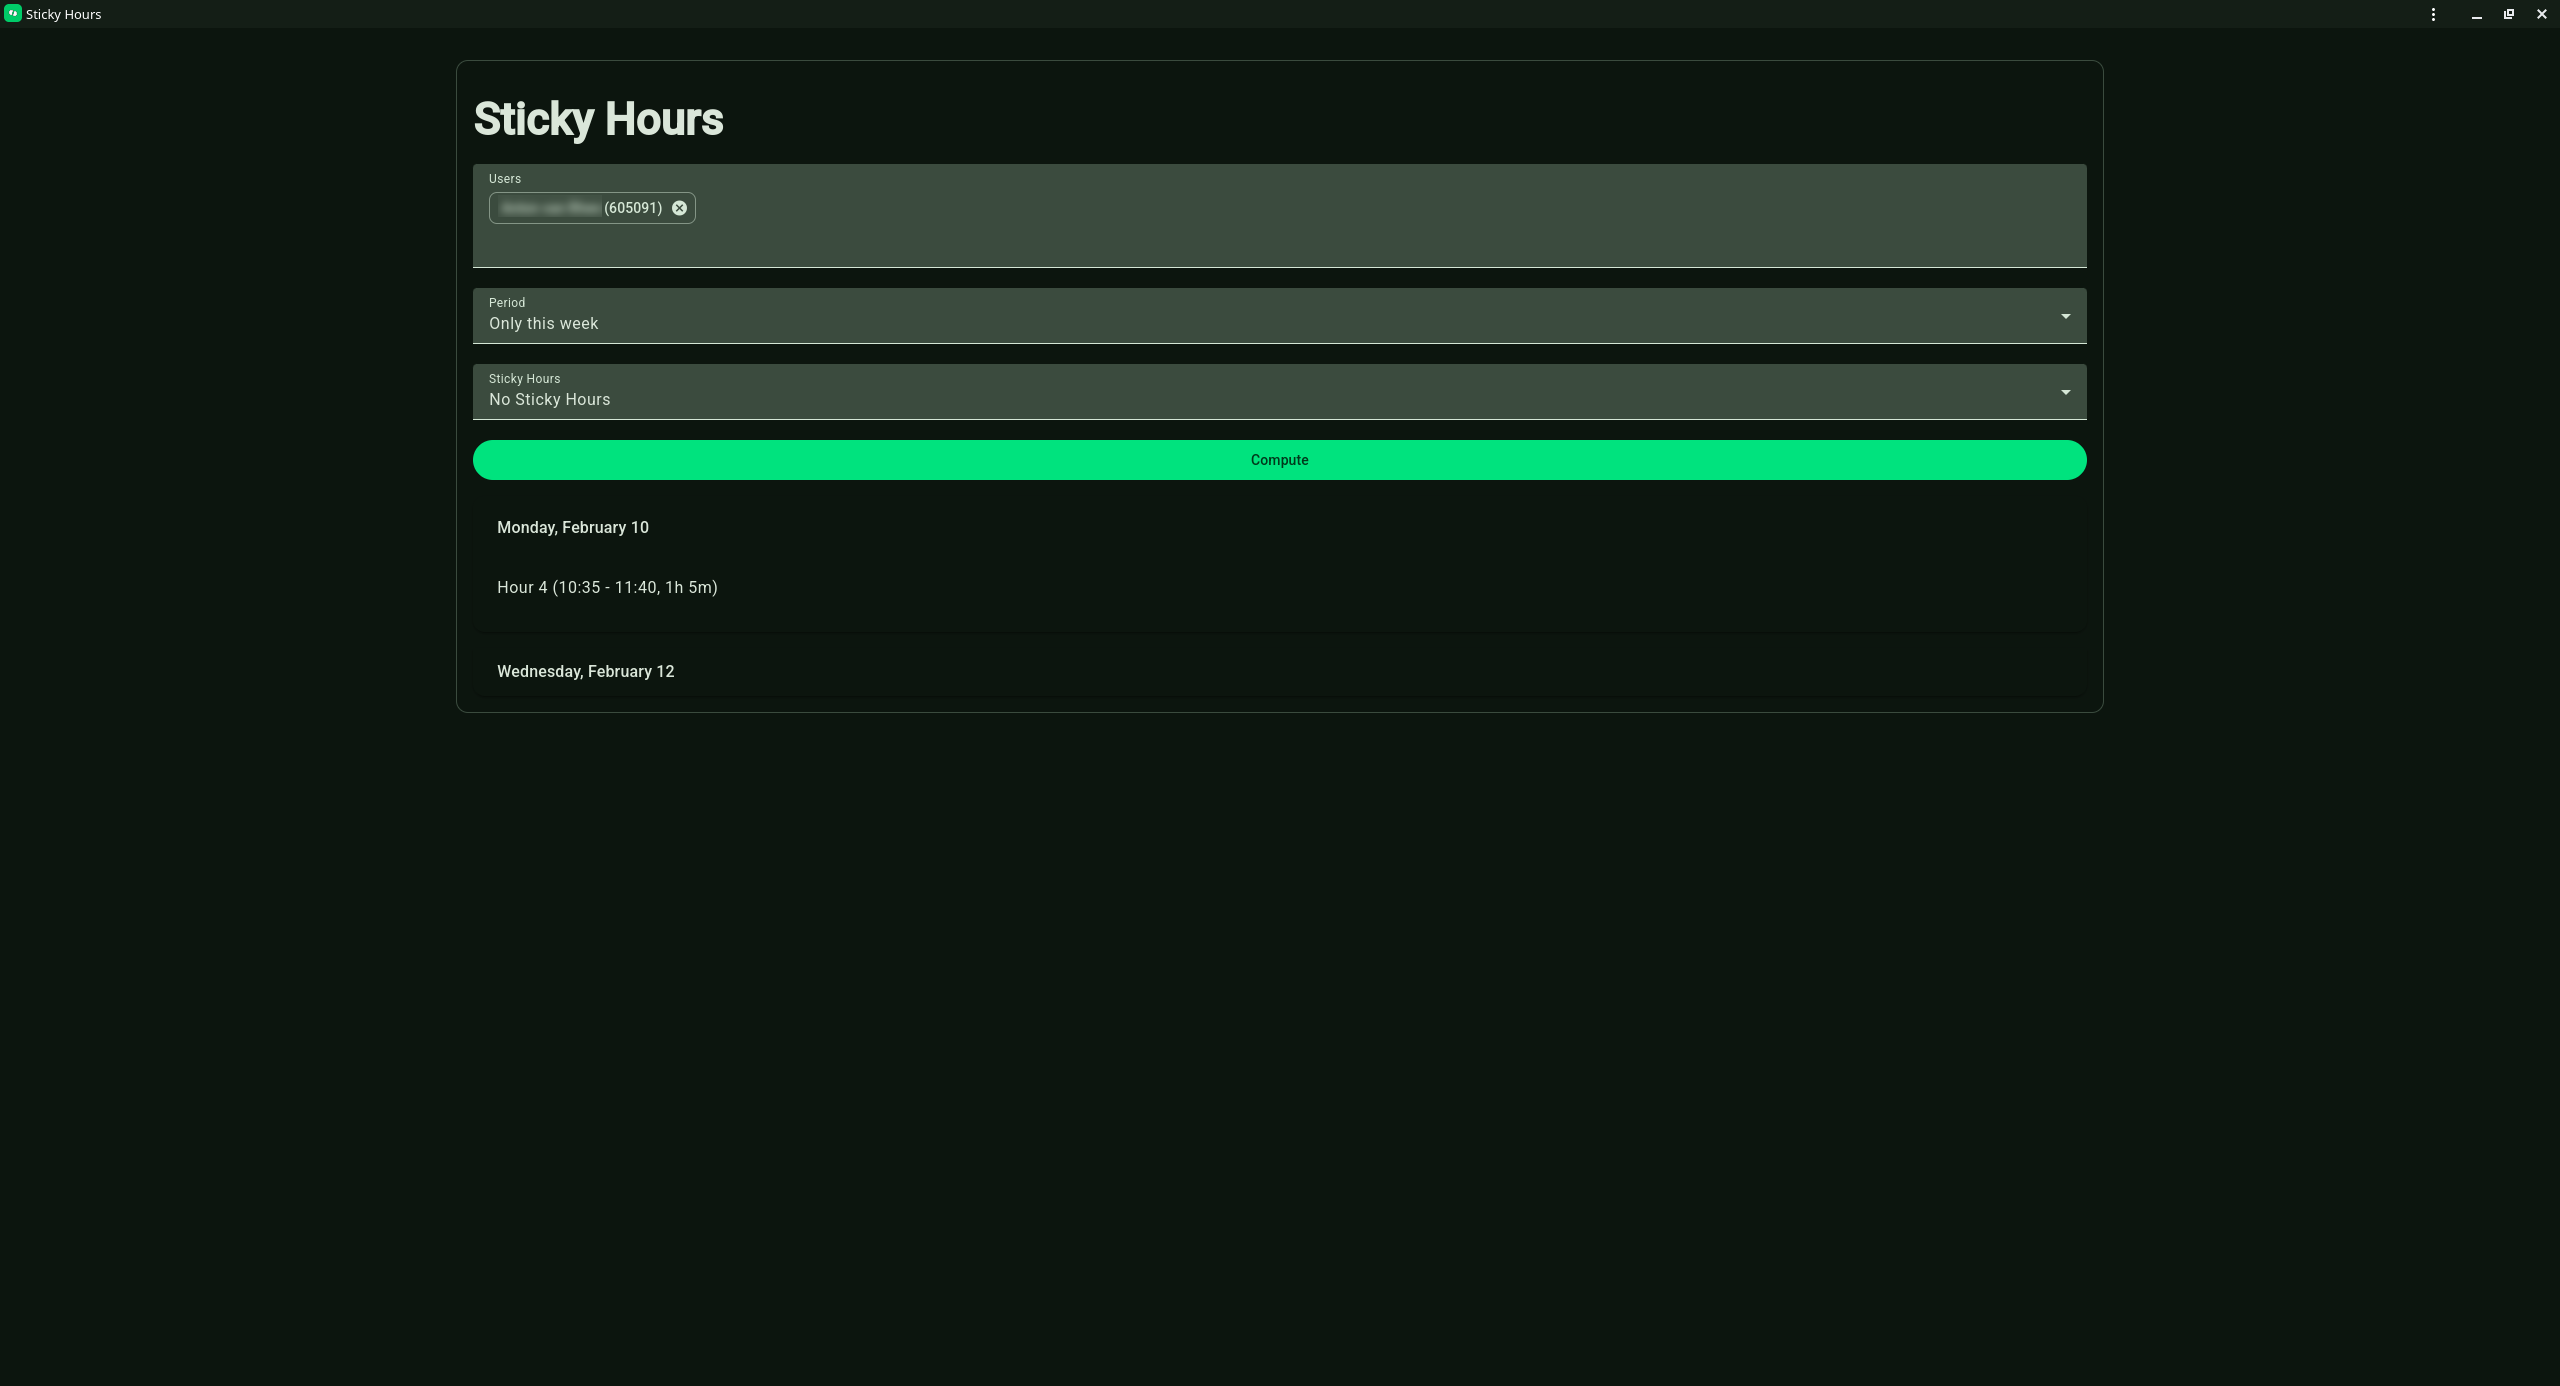 Sticky Hours
Sticky Hours
Users
(605091)
Period
Only this week
Sticky Hours
No Sticky Hours
Compute
Monday, February 10
Hour 4 (10:35 - 11:40, 1h 5m)
Wednesday, February 12